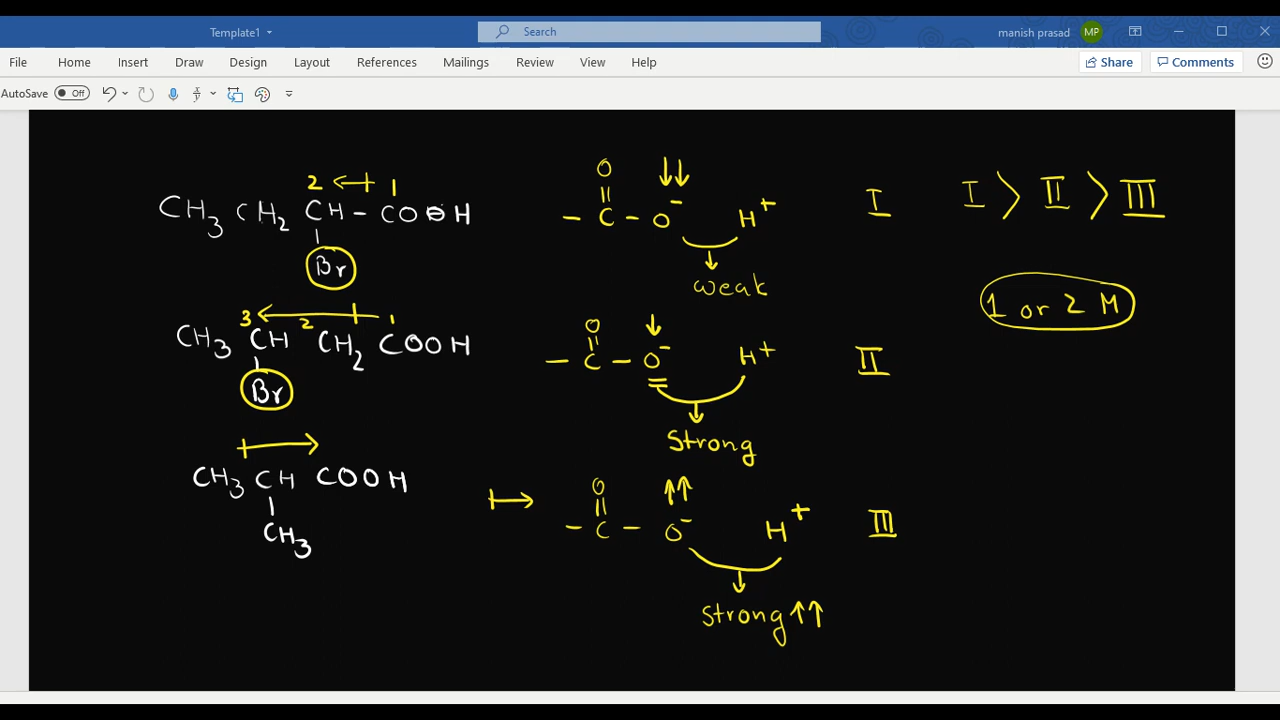 Template1
Search
manish prasad
MP
File Home Insert Draw Design Layout References Mailings Review View Help
Share
Comments
AutoSave Off
2 1
CH3 CH2 CH - COOH
Br
O
- C - O- H+
weak
I
I > II > III
1 or 2 M
3 2 1
CH3 CH CH2 COOH
Br
O
- C - O- H+
Strong
II
CH3 CH COOH
CH3
O
- C - O- H+
Strong ↑↑
III